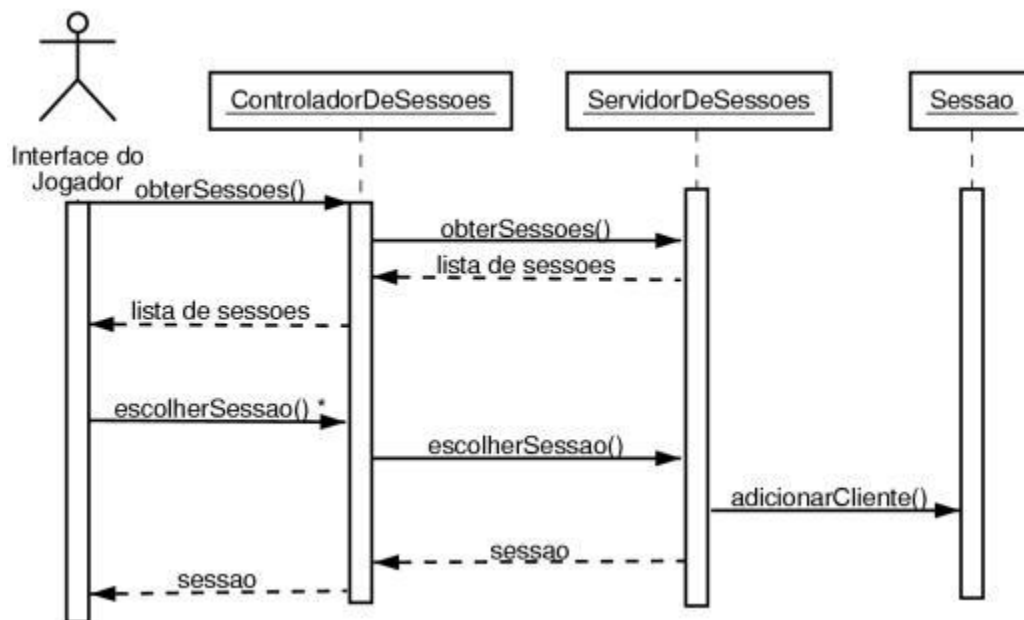 ControladorDeSessoes
ServidorDeSessoes
Sessao
Interface do
Jogador
obterSessoes()
obterSessoes()
lista de sessoes
lista de sessoes
escolherSessao() *
escolherSessao()
adicionarCliente()
sessao
sessao